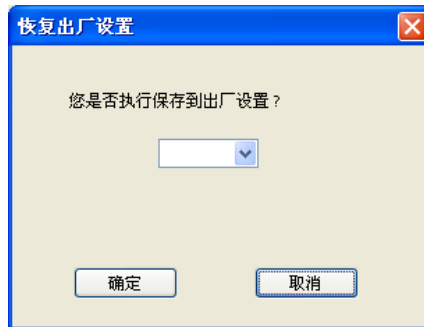 恢复出厂设置
您是否执行保存到出厂设置？
确定
取消